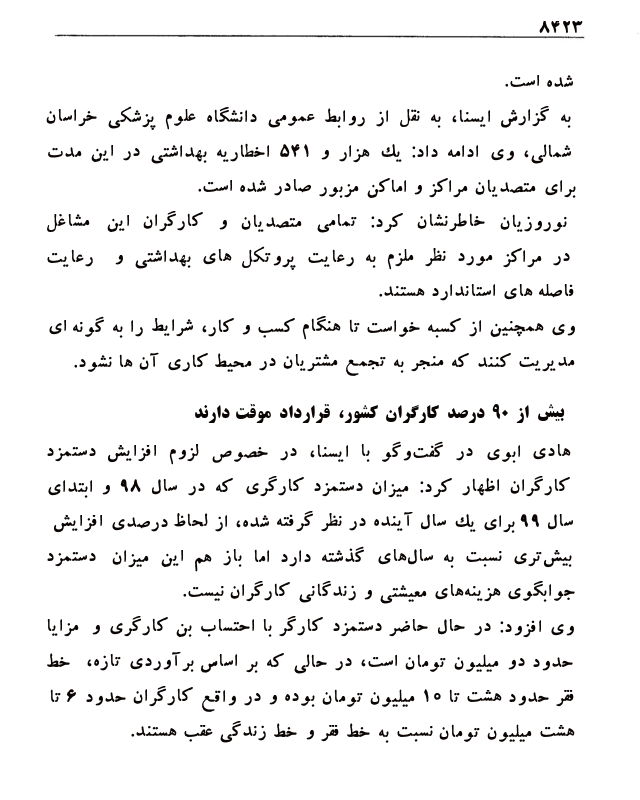 ۸۴۲۳
شده است.
به گزارش ایسنا، به نقل از روابط عمومی دانشگاه علوم پزشکی خراسان
شمالی، وی ادامه داد: یك هزار و ۵۴۱ اخطاریه بهداشتی در این مدت
برای متصدیان مراکز و اماکن مزبور صادر شده است.
نوروزیان خاطرنشان کرد: تمامی متصدیان و کارگران این مشاغل
در مراکز مورد نظر ملزم به رعایت پروتکل های بهداشتی و رعایت
فاصله های استاندارد هستند.
وی همچنین از کسبه خواست تا هنگام کسب و کار، شرایط را به گونه ای
مدیریت کنند که منجر به تجمع مشتریان در محیط کاری آن ها نشود.
بیش از ۹۰ درصد کارگران کشور، قرارداد موقت دارند
هادی ابوی در گفت‌وگو با ایسنا، در خصوص لزوم افزایش دستمزد
کارگران اظهار کرد: میزان دستمزد کارگری که در سال ۹۸ و ابتدای
سال ۹۹ برای یك سال آینده در نظر گرفته شده، از لحاظ درصدی افزایش
بیش‌تری نسبت به سال‌های گذشته دارد اما باز هم این میزان دستمزد
جوابگوی هزینه‌های معیشتی و زندگانی کارگران نیست.
وی افزود: در حال حاضر دستمزد کارگر با احتساب بن کارگری و مزایا
حدود دو میلیون تومان است، در حالی که بر اساس برآوردی تازه، خط
فقر حدود هشت تا ۱۰ میلیون تومان بوده و در واقع کارگران حدود ۶ تا
هشت میلیون تومان نسبت به خط فقر و خط زندگی عقب هستند.